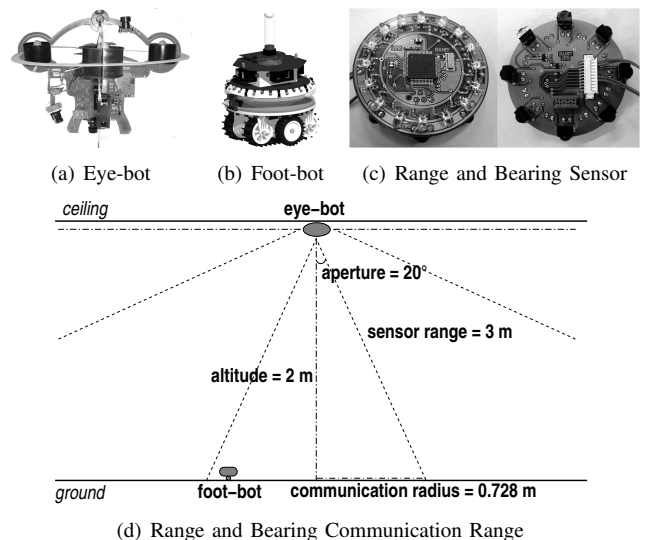 (a) Eye-bot
(b) Foot-bot
(c) Range and Bearing Sensor
ceiling
eye−bot
aperture = 20°
sensor range = 3 m
altitude = 2 m
ground
foot−bot
communication radius = 0.728 m
(d) Range and Bearing Communication Range